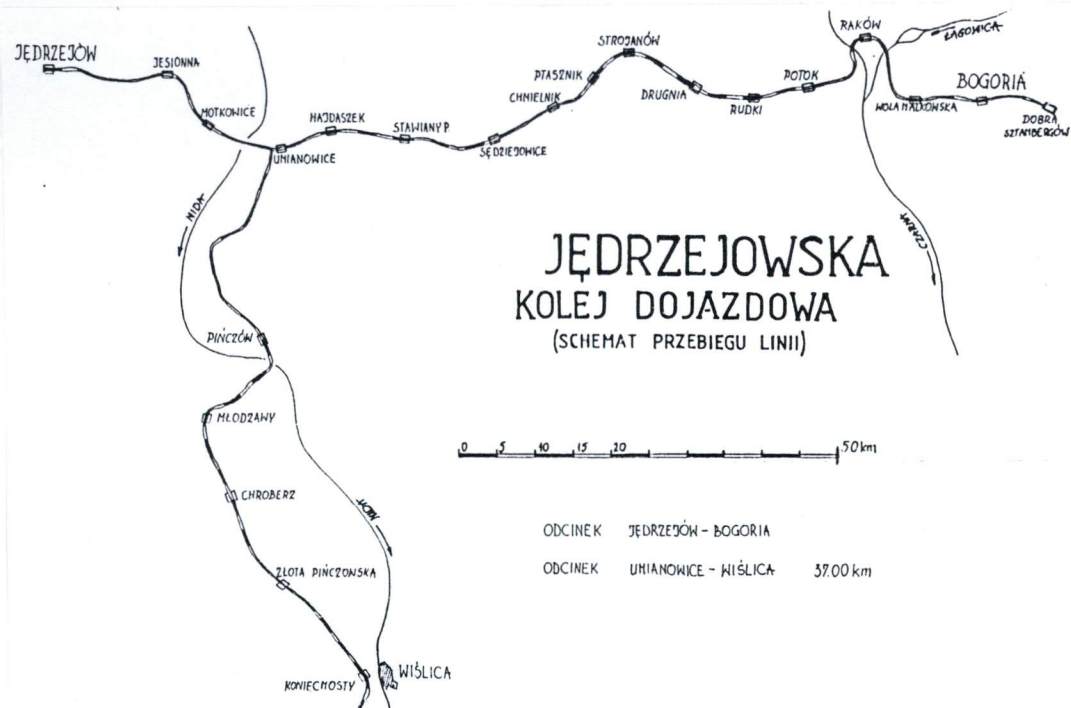 JĘDRZEJÓW
JESIONNA
MOTKOWICE
UMIANOWICE
HAJDASZEK
STAWIANY P.
SĘDZIEJOWICE
CHMIELNIK
PTASZNIK
STROJANÓW
DRUGNIA
RUDKI
POTOK
RAKÓW
ŁAGOWICA
WOLA MALKOWSKA
BOGORIA
DOBRA
SZTAMBERGÓW
NIDA
CZARNA
JĘDRZEJOWSKA
KOLEJ DOJAZDOWA
(SCHEMAT PRZEBIEGU LINII)
PIŃCZÓW
MŁODZAWY
0 5 10 15 20 50 km
CHROBERZ
NIDA
ODCINEK JĘDRZEJÓW - BOGORIA
ODCINEK UMIANOWICE - WIŚLICA 37.00 km
ZŁOTA PIŃCZOWSKA
WIŚLICA
KONIECMOSTY